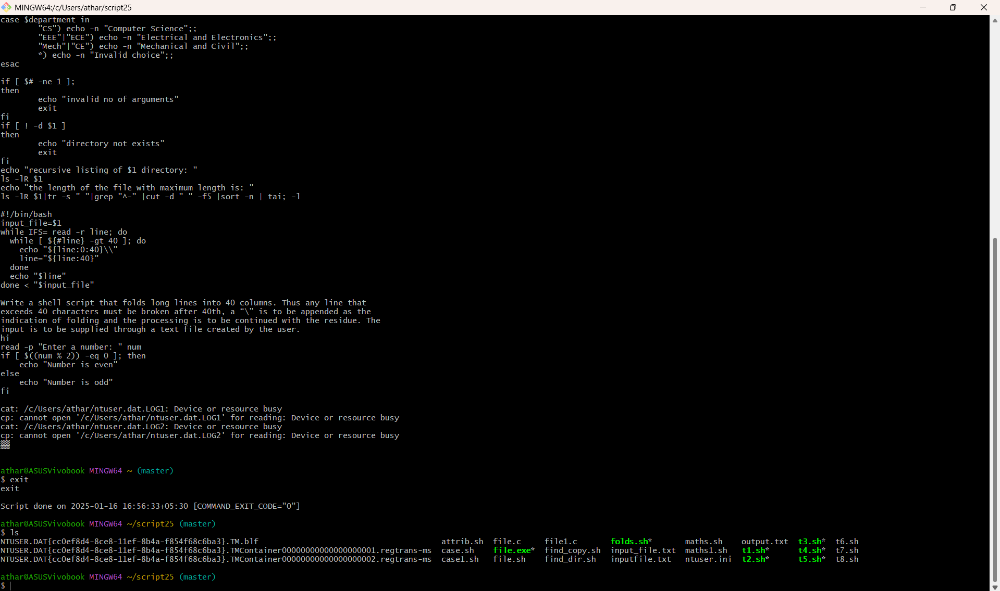 MINGW64:/c/Users/athar/script25
case $department in
        "CS") echo -n "Computer Science";;
        "EEE"|"ECE") echo -n "Electrical and Electronics";;
        "Mech"|"CE") echo -n "Mechanical and Civil";;
        *) echo -n "Invalid choice";;
esac

if [ $# -ne 1 ];
then
        echo "invalid no of arguments"
        exit
fi
if [ ! -d $1 ]
then
        echo "directory not exists"
        exit
fi
echo "recursive listing of $1 directory: "
ls -lR $1
echo "the length of the file with maximum length is: "
ls -lR $1|tr -s " "|grep "^-" |cut -d " " -f5 |sort -n | tai; -l

#!/bin/bash
input_file=$1
while IFS= read -r line; do
  while [ ${#line} -gt 40 ]; do
    echo "${line:0:40}\\"
    line="${line:40}"
  done
  echo "$line"
done < "$input_file"

Write a shell script that folds long lines into 40 columns. Thus any line that
exceeds 40 characters must be broken after 40th, a “\” is to be appended as the
indication of folding and the processing is to be continued with the residue. The
input is to be supplied through a text file created by the user.
hi
read -p "Enter a number: " num
if [ $((num % 2)) -eq 0 ]; then
    echo "Number is even"
else
    echo "Number is odd"
fi

cat: /c/Users/athar/ntuser.dat.LOG1: Device or resource busy
cp: cannot open '/c/Users/athar/ntuser.dat.LOG1' for reading: Device or resource busy
cat: /c/Users/athar/ntuser.dat.LOG2: Device or resource busy
cp: cannot open '/c/Users/athar/ntuser.dat.LOG2' for reading: Device or resource busy
▒▒

athar@ASUSVivobook MINGW64 ~ (master)
$ exit
exit

Script done on 2025-01-16 16:56:33+05:30 [COMMAND_EXIT_CODE="0"]

athar@ASUSVivobook MINGW64 ~/script25 (master)
$ ls
NTUSER.DAT{cc0ef8d4-8ce8-11ef-8b4a-f854f68c6ba3}.TM.blf                                       attrib.sh  file.c     file1.c       folds.sh*       maths.sh    output.txt  t3.sh*  t6.sh
NTUSER.DAT{cc0ef8d4-8ce8-11ef-8b4a-f854f68c6ba3}.TMContainer00000000000000000001.regtrans-ms  case.sh    file.exe*  find_copy.sh  input_file.txt  maths1.sh   t1.sh*      t4.sh*  t7.sh
NTUSER.DAT{cc0ef8d4-8ce8-11ef-8b4a-f854f68c6ba3}.TMContainer00000000000000000002.regtrans-ms  case1.sh   file.sh    find_dir.sh   inputfile.txt   ntuser.ini  t2.sh*      t5.sh*  t8.sh

athar@ASUSVivobook MINGW64 ~/script25 (master)
$